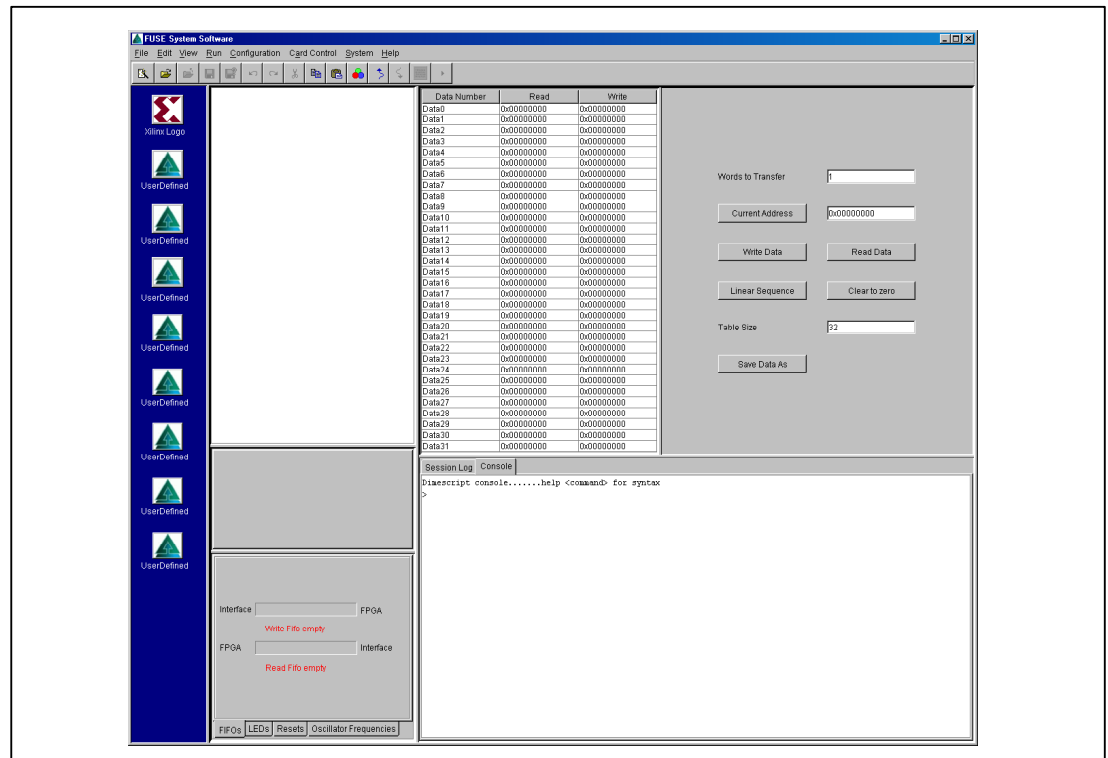 FUSE System Software
File Edit View Run Configuration Card Control System Help
Xilinx Logo
UserDefined
UserDefined
UserDefined
UserDefined
UserDefined
UserDefined
UserDefined
UserDefined
Data Number Read Write
Data0 0x00000000 0x00000000
Data1 0x00000000 0x00000000
Data2 0x00000000 0x00000000
Data3 0x00000000 0x00000000
Data4 0x00000000 0x00000000
Data5 0x00000000 0x00000000
Data6 0x00000000 0x00000000
Data7 0x00000000 0x00000000
Data8 0x00000000 0x00000000
Data9 0x00000000 0x00000000
Data10 0x00000000 0x00000000
Data11 0x00000000 0x00000000
Data12 0x00000000 0x00000000
Data13 0x00000000 0x00000000
Data14 0x00000000 0x00000000
Data15 0x00000000 0x00000000
Data16 0x00000000 0x00000000
Data17 0x00000000 0x00000000
Data18 0x00000000 0x00000000
Data19 0x00000000 0x00000000
Data20 0x00000000 0x00000000
Data21 0x00000000 0x00000000
Data22 0x00000000 0x00000000
Data23 0x00000000 0x00000000
Data24 0x00000000 0x00000000
Data25 0x00000000 0x00000000
Data26 0x00000000 0x00000000
Data27 0x00000000 0x00000000
Data28 0x00000000 0x00000000
Data29 0x00000000 0x00000000
Data30 0x00000000 0x00000000
Data31 0x00000000 0x00000000
Words to Transfer 1
Current Address 0x00000000
Write Data Read Data
Linear Sequence Clear to zero
Table Size 32
Save Data As
Interface FPGA
Write Fifo empty
FPGA Interface
Read Fifo empty
FIFOs LEDs Resets Oscillator Frequencies
Session Log Console
Dimescript console.......help <command> for syntax
>